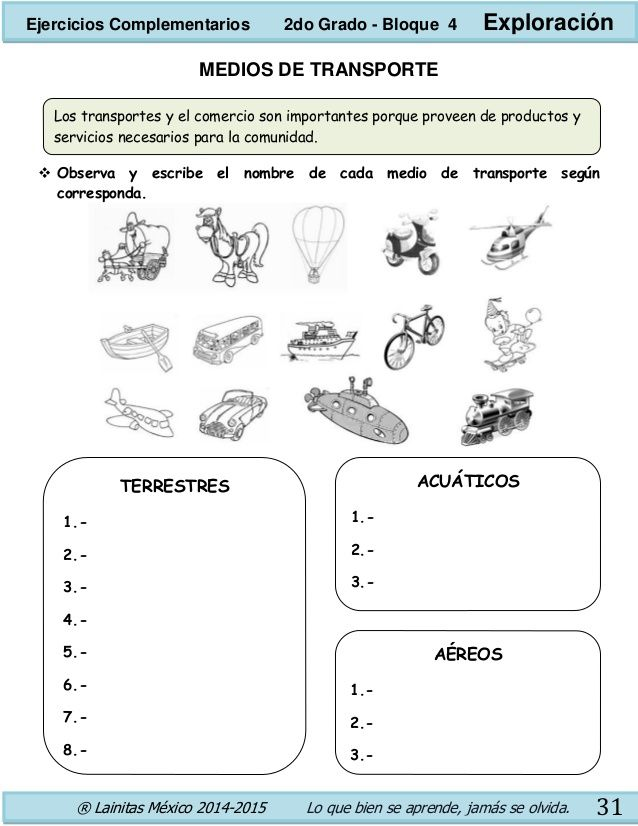 Ejercicios Complementarios 2do Grado - Bloque 4 Exploración
MEDIOS DE TRANSPORTE
Los transportes y el comercio son importantes porque proveen de productos y
servicios necesarios para la comunidad.
❖ Observa y escribe el nombre de cada medio de transporte según
corresponda.
TERRESTRES
1.-
2.-
3.-
4.-
5.-
6.-
7.-
8.-
ACUÁTICOS
1.-
2.-
3.-
AÉREOS
1.-
2.-
3.-
® Lainitas México 2014-2015 Lo que bien se aprende, jamás se olvida. 31